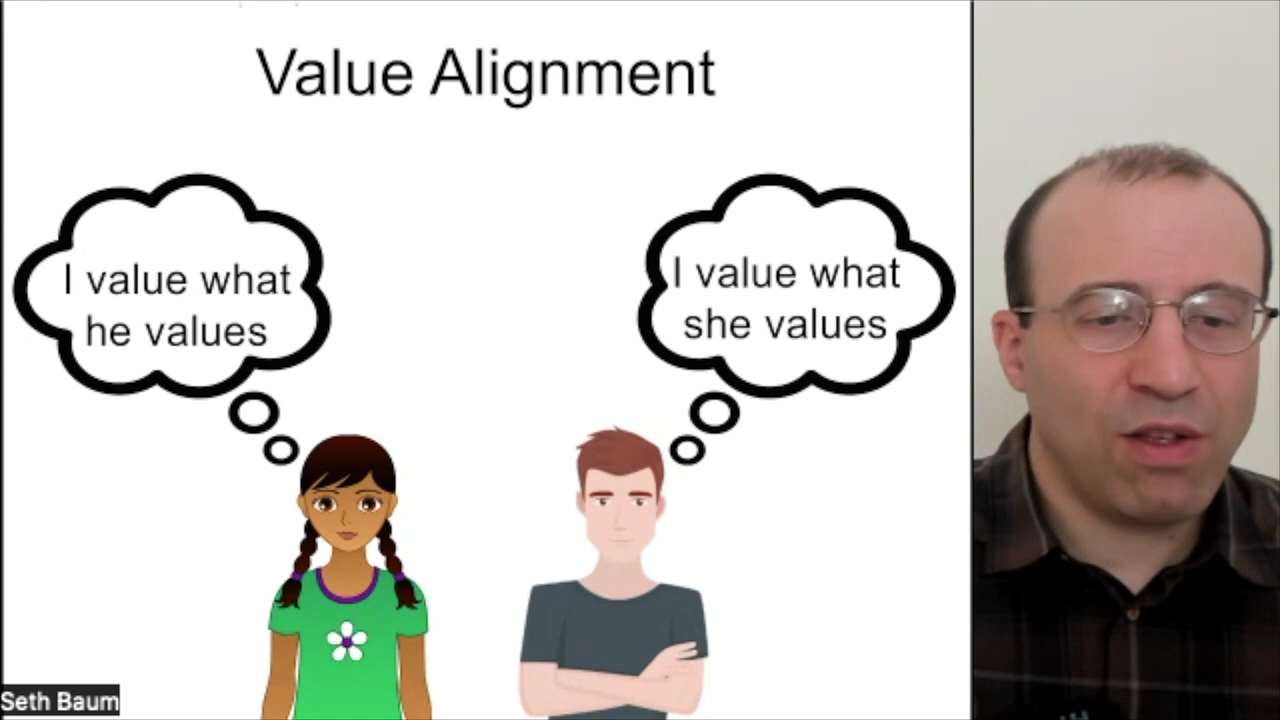 Value Alignment
I value what
he values
I value what
she values
Seth Baum